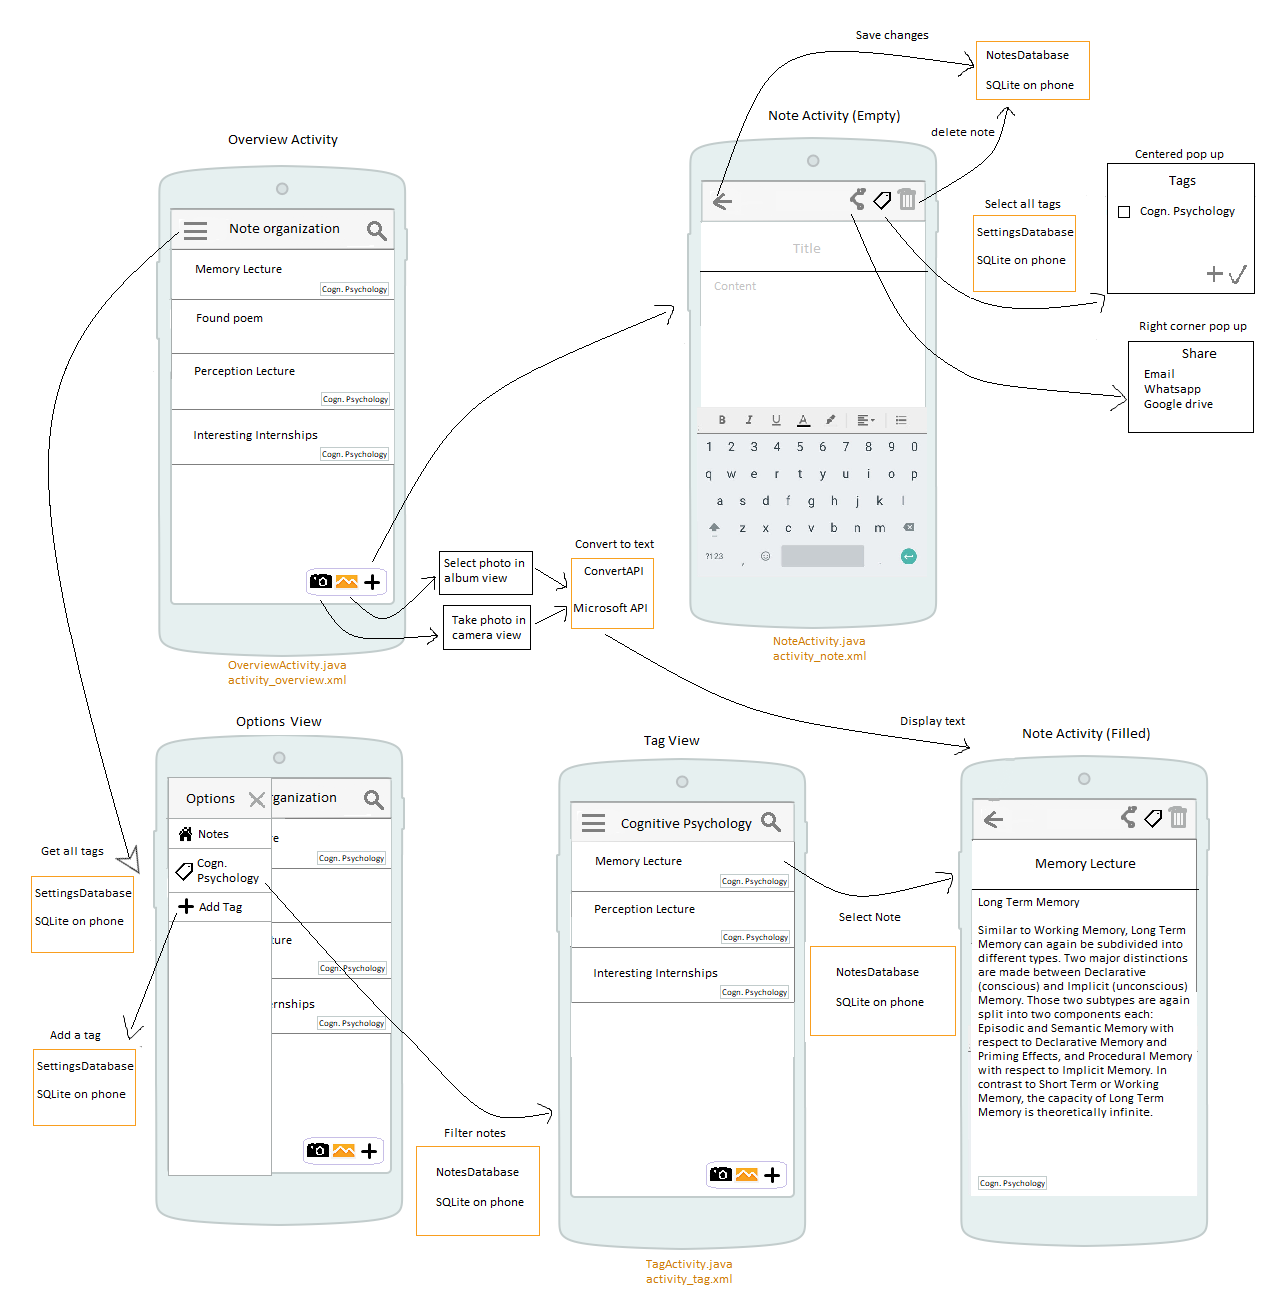 Save changes
NotesDatabase
SQLite on phone
Note Activity (Empty)
delete note
Overview Activity
Centered pop up
Tags
Cogn. Psychology
Select all tags
SettingsDatabase
SQLite on phone
Note organization
Memory Lecture
Cogn. Psychology
Found poem
Perception Lecture
Cogn. Psychology
Interesting Internships
Cogn. Psychology
Title
Content
Right corner pop up
Share
Email
Whatsapp
Google drive
B I U A
1 2 3 4 5 6 7 8 9 0
q w e r t y u i o p
a s d f g h j k l
z x c v b n m
?123 , .
Select photo in
album view
Take photo in
camera view
Convert to text
ConvertAPI
Microsoft API
OverviewActivity.java
activity_overview.xml
NoteActivity.java
activity_note.xml
Options View
Options
rganization
Notes
e
Cogn. Psychology
Cogn.
Psychology
Add Tag
ture
Cogn. Psychology
rnships
Cogn. Psychology
Get all tags
SettingsDatabase
SQLite on phone
Add a tag
SettingsDatabase
SQLite on phone
Filter notes
NotesDatabase
SQLite on phone
Tag View
Cognitive Psychology
Memory Lecture
Cogn. Psychology
Perception Lecture
Cogn. Psychology
Interesting Internships
Cogn. Psychology
TagActivity.java
activity_tag.xml
Display text
Select Note
NotesDatabase
SQLite on phone
Note Activity (Filled)
Memory Lecture
Long Term Memory
Similar to Working Memory, Long Term
Memory can again be subdivided into
different types. Two major distinctions
are made between Declarative
(conscious) and Implicit (unconscious)
Memory. Those two subtypes are again
split into two components each:
Episodic and Semantic Memory with
respect to Declarative Memory and
Priming Effects, and Procedural Memory
with respect to Implicit Memory. In
contrast to Short Term or Working
Memory, the capacity of Long Term
Memory is theoretically infinite.
Cogn. Psychology